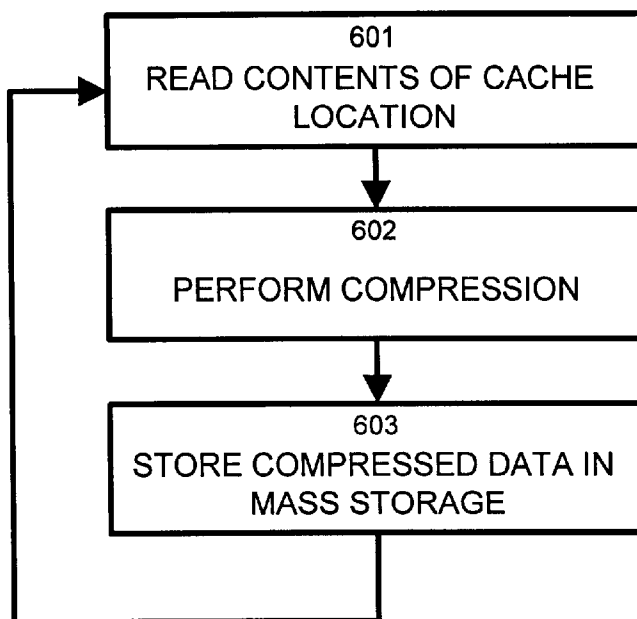 601
READ CONTENTS OF CACHE
LOCATION
602
PERFORM COMPRESSION
603
STORE COMPRESSED DATA IN
MASS STORAGE